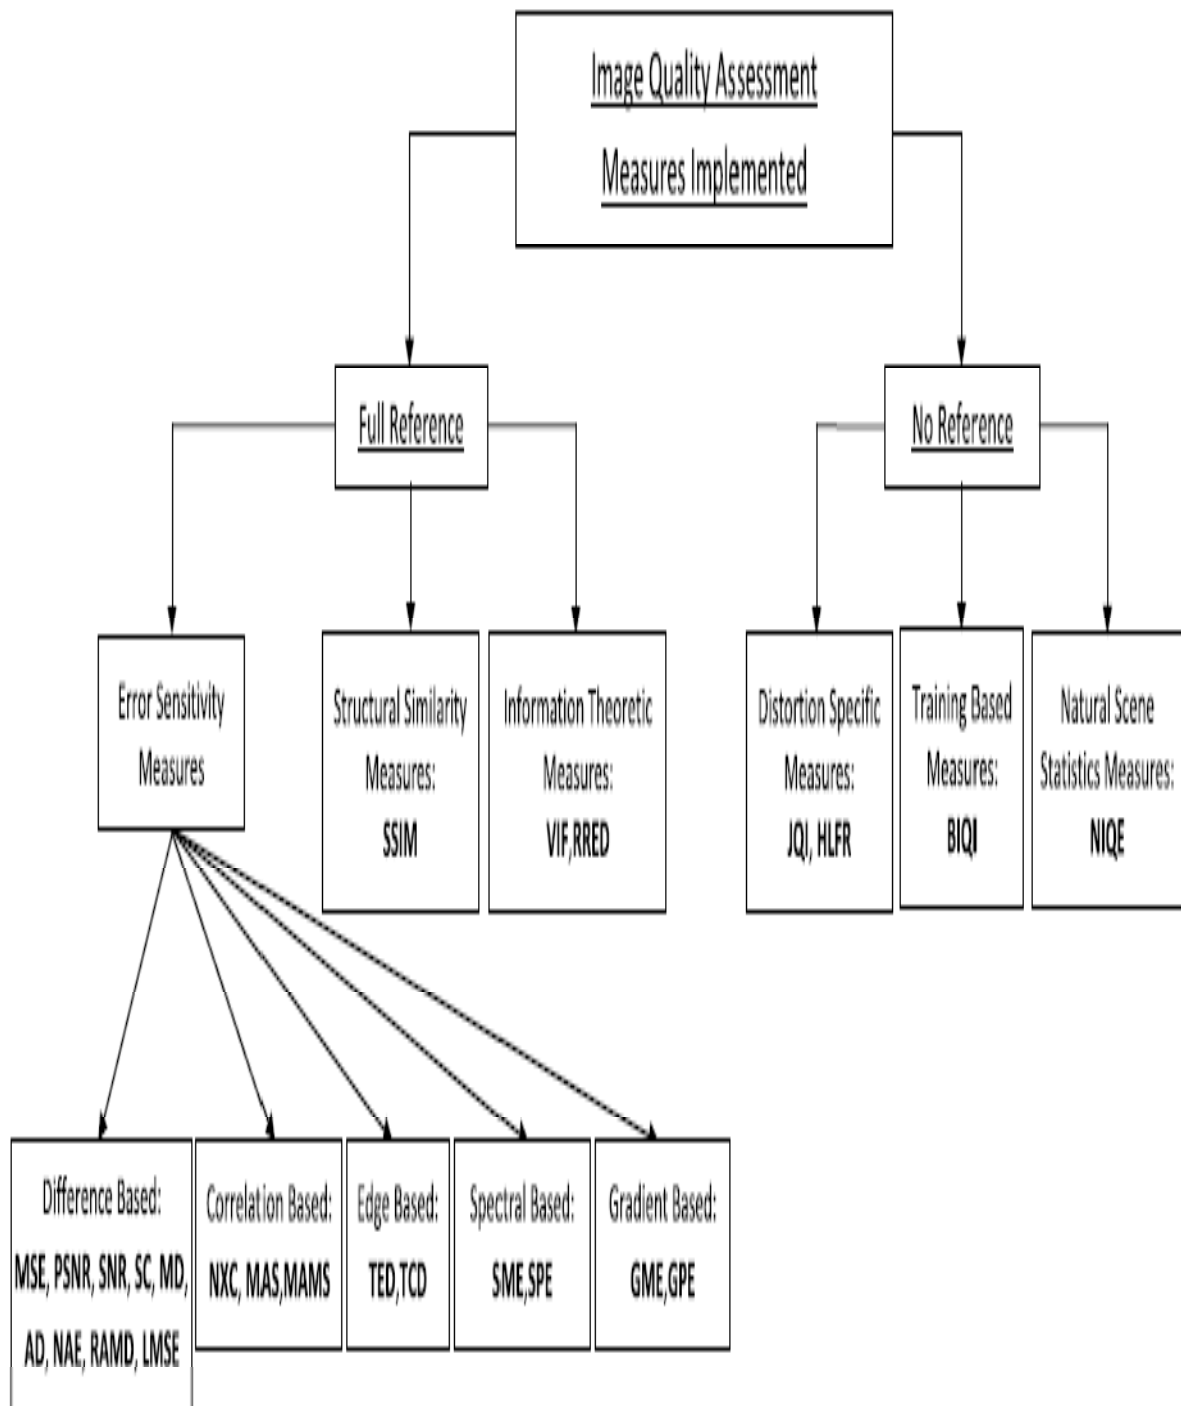 Image Quality Assessment
Measures Implemented
Full Reference
No Reference
Error Sensitivity
Measures
Structural Similarity
Measures:
SSIM
Information Theoretic
Measures:
VIF,RRED
Distortion Specific
Measures:
JQI, HLFR
Training Based
Measures:
BIQI
Natural Scene
Statistics Measures:
NIQE
Difference Based:
MSE, PSNR, SNR, SC, MD,
AD, NAE, RAMD, LMSE
Correlation Based:
NXC, MAS,MAMS
Edge Based:
TED,TCD
Spectral Based:
SME,SPE
Gradient Based:
GME,GPE